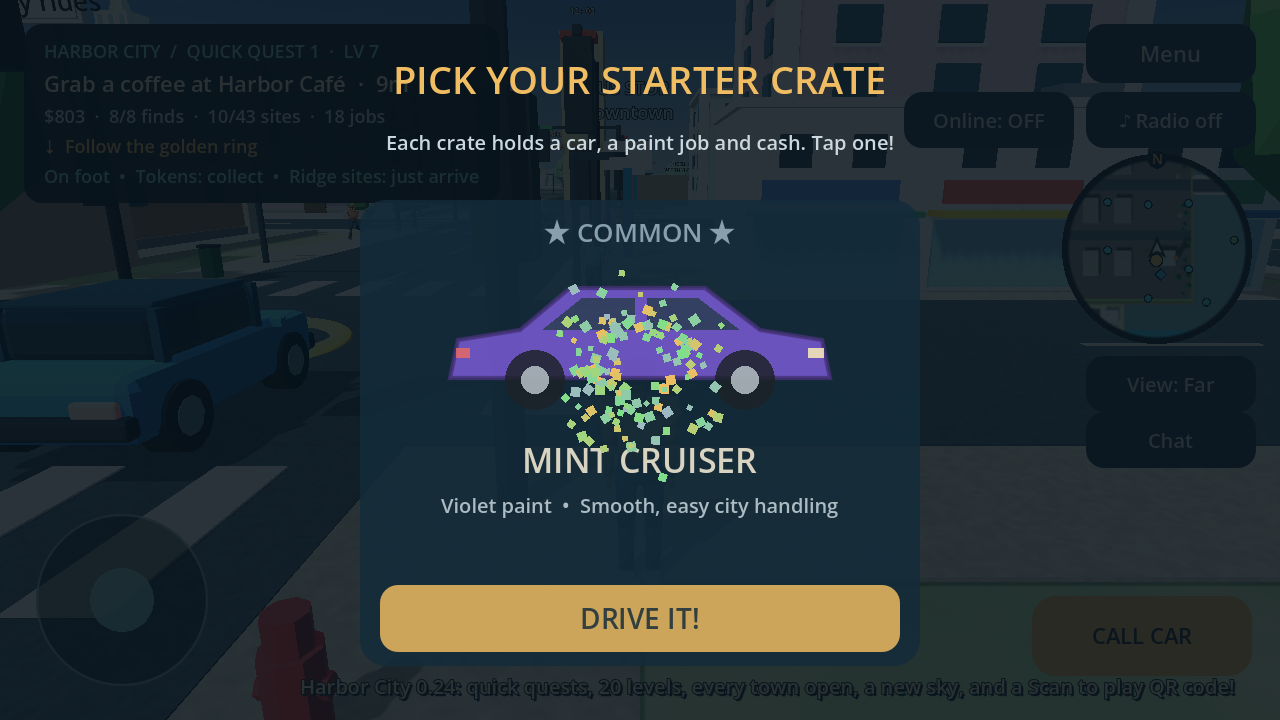 y rides
HARBOR CITY / QUICK QUEST 1 · LV 7
Grab a coffee at Harbor Café · 9m
$803 · 8/8 finds · 10/43 sites · 18 jobs
↓ Follow the golden ring
On foot • Tokens: collect • Ridge sites: just arrive
PICK YOUR STARTER CRATE
Each crate holds a car, a paint job and cash. Tap one!
owntown
Menu
Online: OFF
♪ Radio off
N
★ COMMON ★
MINT CRUISER
Violet paint • Smooth, easy city handling
DRIVE IT!
View: Far
Chat
CALL CAR
Harbor City 0.24: quick quests, 20 levels, every town open, a new sky, and a Scan to play QR code!